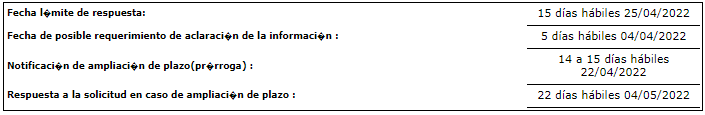 Fecha l�mite de respuesta: 15 días hábiles 25/04/2022
Fecha de posible requerimiento de aclaraci�n de la informaci�n : 5 días hábiles 04/04/2022
Notificaci�n de ampliaci�n de plazo(pr�rroga) : 14 a 15 días hábiles
22/04/2022
Respuesta a la solicitud en caso de ampliaci�n de plazo : 22 días hábiles 04/05/2022